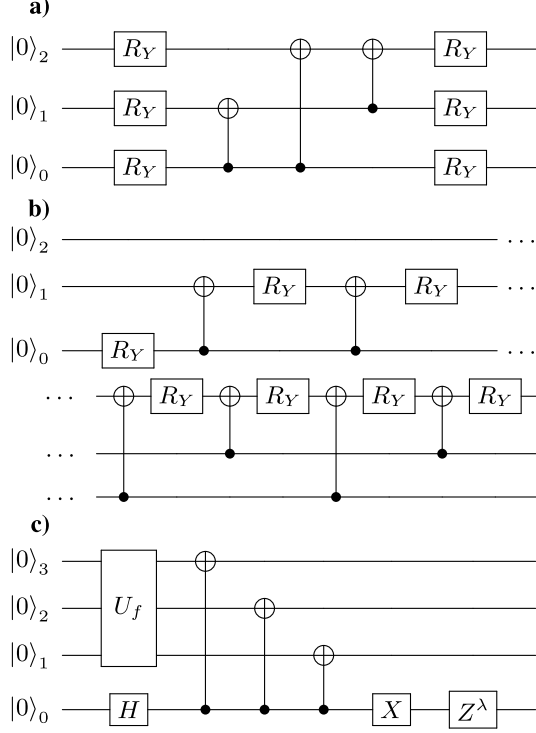 a)
|0⟩₂ R_Y R_Y
|0⟩₁ R_Y R_Y
|0⟩₀ R_Y R_Y
b)
|0⟩₂ ...
|0⟩₁ R_Y R_Y ...
|0⟩₀ R_Y ...
... R_Y R_Y R_Y R_Y
...
...
c)
|0⟩₃
|0⟩₂ U_f
|0⟩₁
|0⟩₀ H X Z^λ